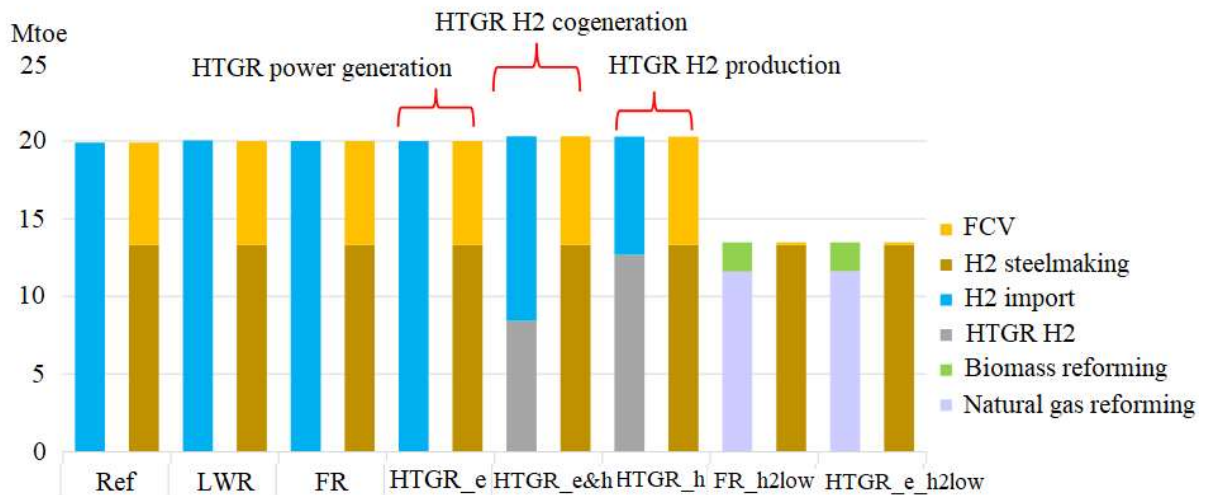 HTGR H2 cogeneration
Mtoe
25
HTGR power generation
HTGR H2 production
20
15
10
5
0
FCV
H2 steelmaking
H2 import
HTGR H2
Biomass reforming
Natural gas reforming
Ref
LWR
FR
HTGR_e
HTGR_e&h
HTGR_h
FR_h2low
HTGR_e_h2low